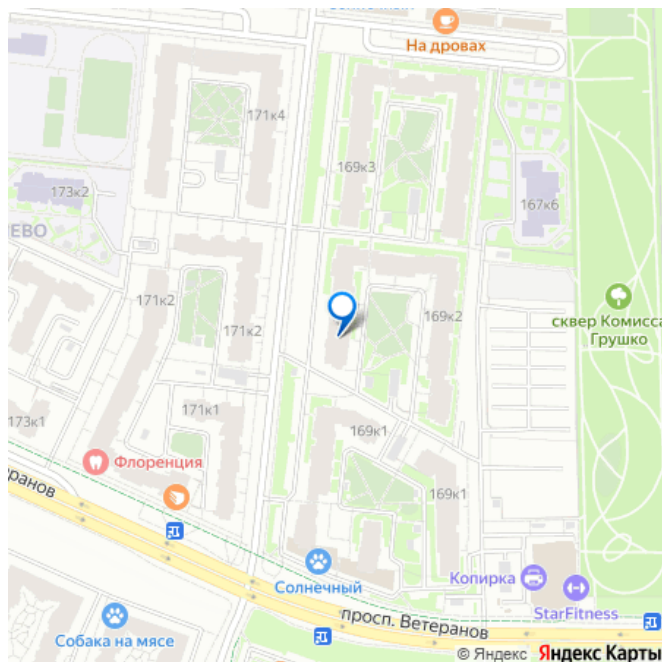 На дровах
171к4
169к3
173к2
167к6
ЕВО
171к2
171к2
169к2
сквер Комисса
Грушко
173к1
171к1
169к1
Флоренция
169к1
теранов
Солнечный
Копирка
StarFitness
Собака на мясе
просп. Ветеранов
© Яндекс Яндекс Карты